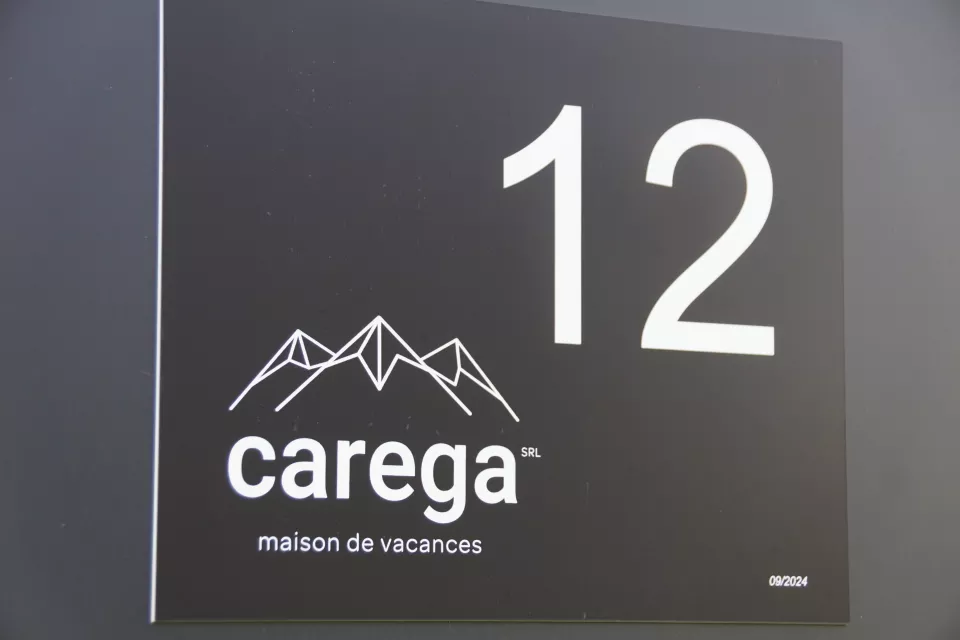 12
carega SRL
maison de vacances
09/2024